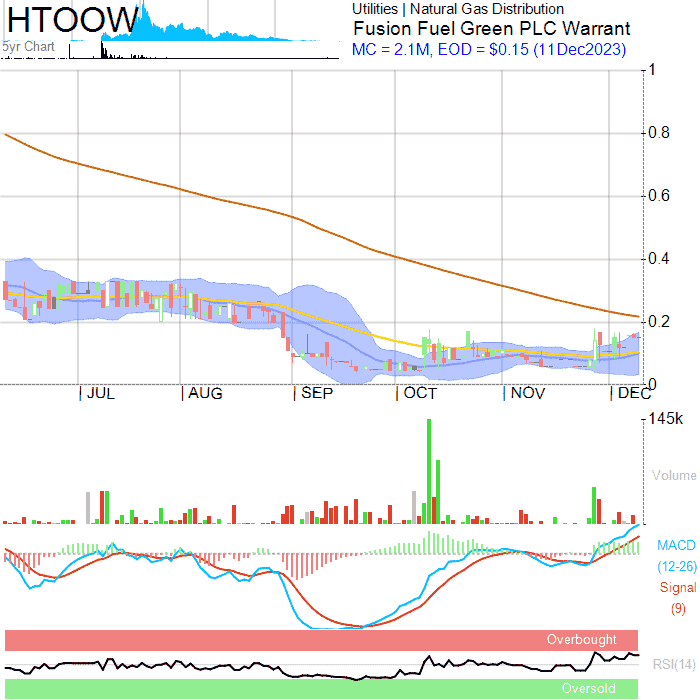 HTOOW
5yr Chart
Utilities | Natural Gas Distribution
Fusion Fuel Green PLC Warrant
MC = 2.1M, EOD = $0.15 (11Dec2023)
1
0.8
0.6
0.4
0.2
0
| JUL | AUG | SEP | OCT | NOV | DEC
145k
Volume
MACD
(12-26)
Signal
(9)
Overbought
RSI(14)
Oversold